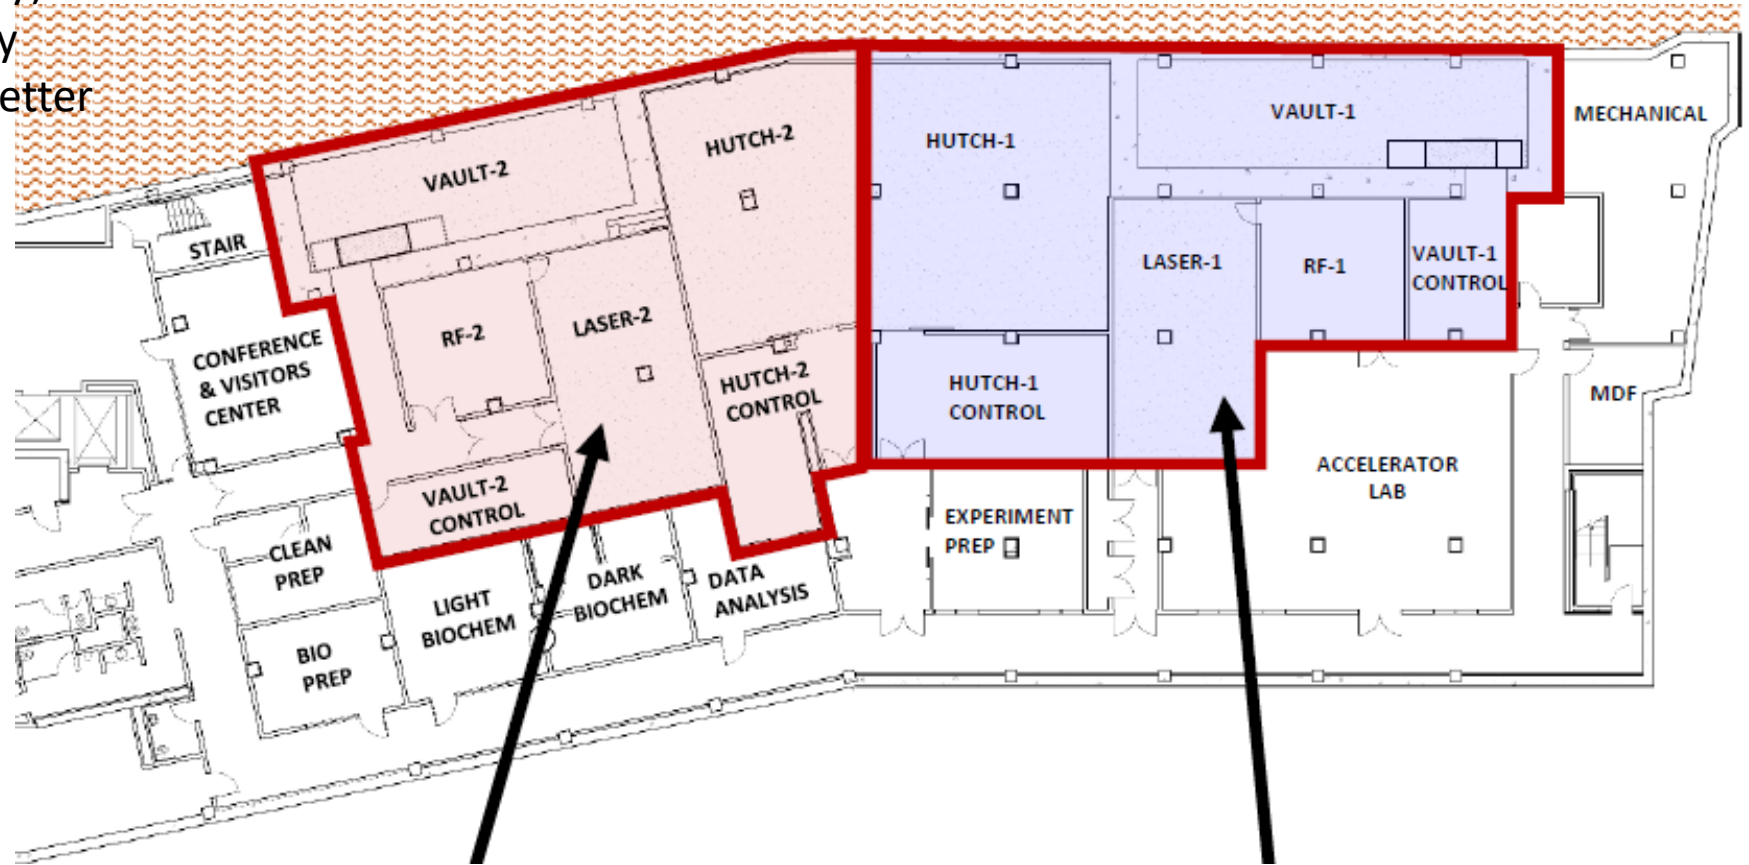 y
etter
VAULT-2
HUTCH-2
HUTCH-1
VAULT-1
MECHANICAL
STAIR
RF-2
LASER-2
LASER-1
RF-1
VAULT-1
CONTROL
CONFERENCE
& VISITORS
CENTER
HUTCH-2
CONTROL
HUTCH-1
CONTROL
MDF
VAULT-2
CONTROL
ACCELERATOR
LAB
EXPERIMENT
PREP
CLEAN
PREP
LIGHT
BIOCHEM
DARK
BIOCHEM
DATA
ANALYSIS
BIO
PREP